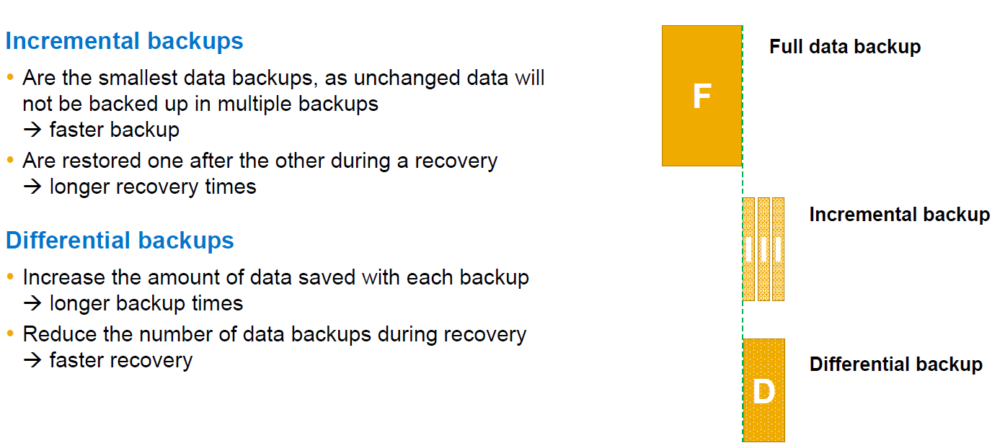 Incremental backups
• Are the smallest data backups, as unchanged data will
not be backed up in multiple backups
→ faster backup
• Are restored one after the other during a recovery
→ longer recovery times
Differential backups
• Increase the amount of data saved with each backup
→ longer backup times
• Reduce the number of data backups during recovery
→ faster recovery
Full data backup
F
Incremental backup
I I I
Differential backup
D